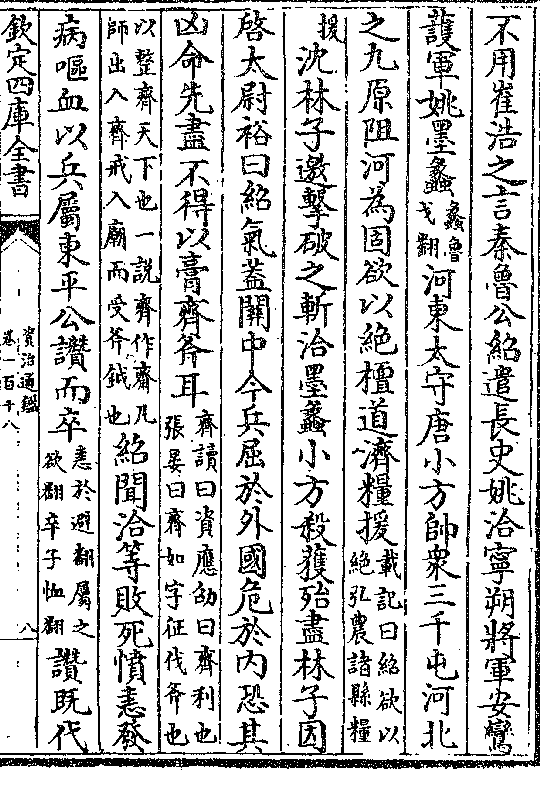 不用崔浩之言秦魯公紹遣長史姚洽寧朔將軍安鸞
護軍姚墨蠡蠡魯戈翻河東太守唐小方帥衆三千屯河北
之九原阻河為固欲以絶檀道濟糧援載記曰紹欲以絶弘農諸縣糧
援沈林子邀擊破之斬洽墨蠡小方殺獲殆盡林子因
啓太尉裕曰紹氣蓋關中今兵屈於外國危於内恐其
凶命先盡不得以膏齊斧耳齊讀曰資應劭曰齊利也張晏曰齊如字征伐斧也
以整齊天下也一説齊作齋凡師出入齊戒入廟而受斧鉞也紹聞洽等敗死憤恚發
病嘔血以兵屬東平公讃而卒恚於避翻屬之欲翻卒子恤翻讃既代
欽定四庫全書
資治通鑑
卷一百十八
八